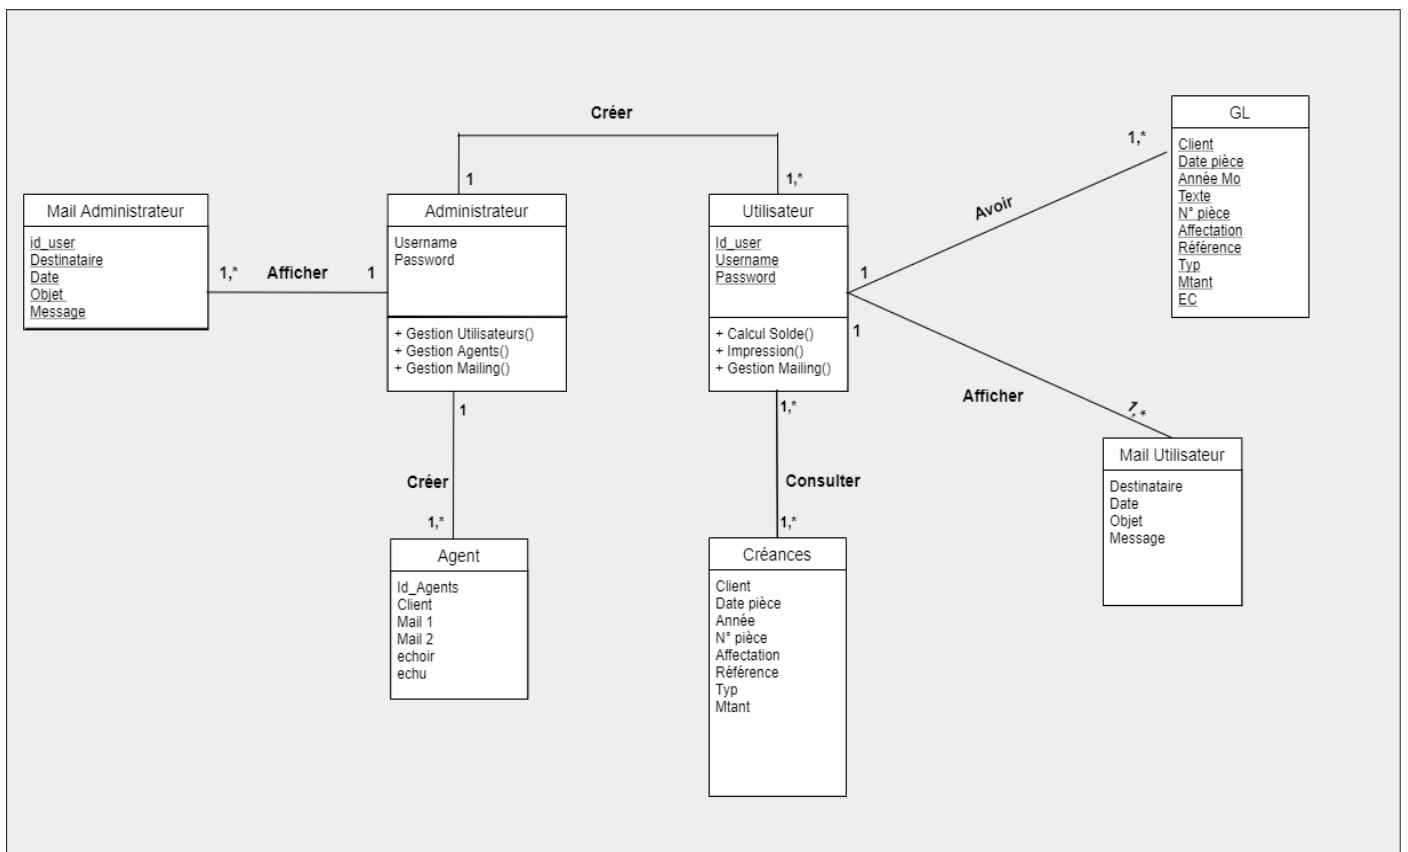 Créer
1
1,*
Mail Administrateur
id_user
Destinataire
Date
Objet
Message
1,*
Afficher
1
Administrateur
Username
Password
+ Gestion Utilisateurs()
+ Gestion Agents()
+ Gestion Mailing()
Utilisateur
Id_user
Username
Password
+ Calcul Solde()
+ Impression()
+ Gestion Mailing()
1
Avoir
1,*
GL
Client
Date pièce
Année Mo
Texte
N° pièce
Affectation
Référence
Typ
Mtant
EC
1
Afficher
1,*
Mail Utilisateur
Destinataire
Date
Objet
Message
1
Créer
1,*
Agent
Id_Agents
Client
Mail 1
Mail 2
echoir
echu
1,*
Consulter
1,*
Créances
Client
Date pièce
Année
N° pièce
Affectation
Référence
Typ
Mtant